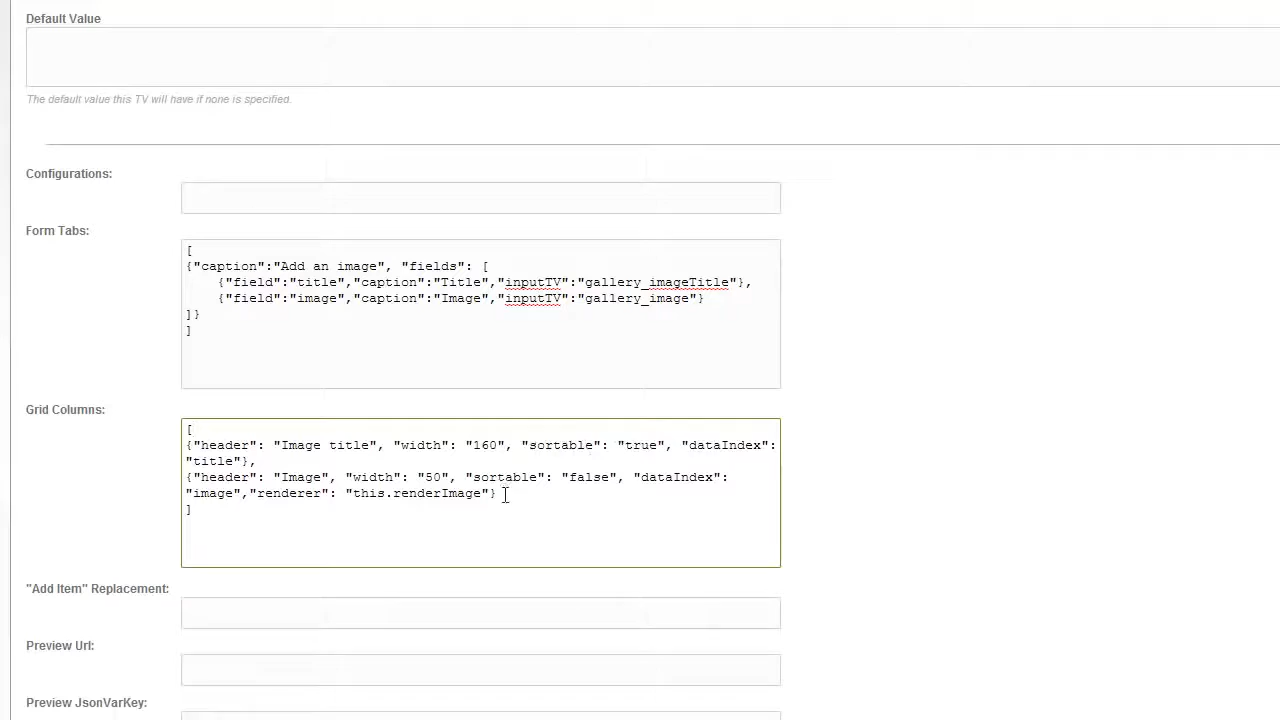 Default Value
The default value this TV will have if none is specified.
Configurations:
Form Tabs:
[
{"caption":"Add an image", "fields": [
{"field":"title","caption":"Title","inputTV":"gallery_imageTitle"},
{"field":"image","caption":"Image","inputTV":"gallery_image"}
]}
]
Grid Columns:
[
{"header": "Image title", "width": "160", "sortable": "true", "dataIndex":
"title"},
{"header": "Image", "width": "50", "sortable": "false", "dataIndex":
"image","renderer": "this.renderImage"}
]
"Add Item" Replacement:
Preview Url:
Preview JsonVarKey: